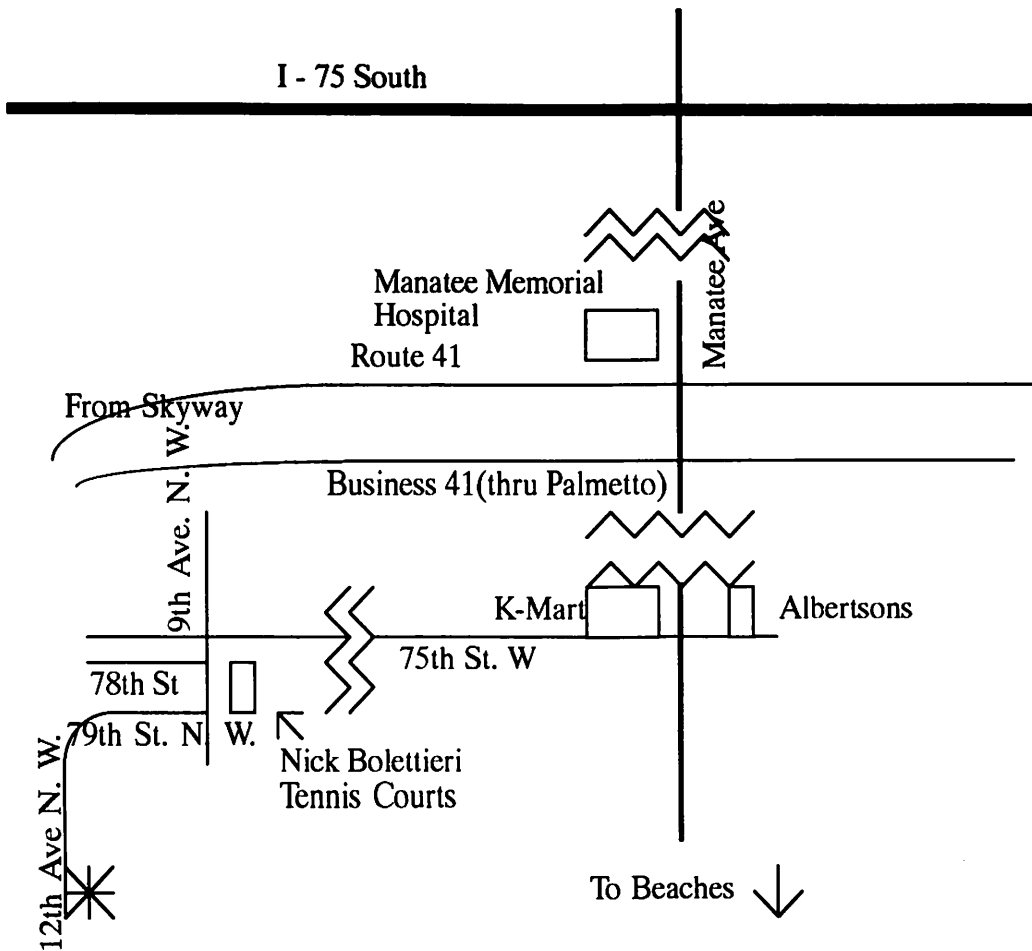 I - 75 South
Manatee Ave
Manatee Memorial
Hospital
Route 41
From Skyway
9th Ave. N. W.
Business 41(thru Palmetto)
K-Mart
Albertsons
75th St. W
78th St
79th St. N. W.
Nick Bolettieri
Tennis Courts
12th Ave N. W.
To Beaches